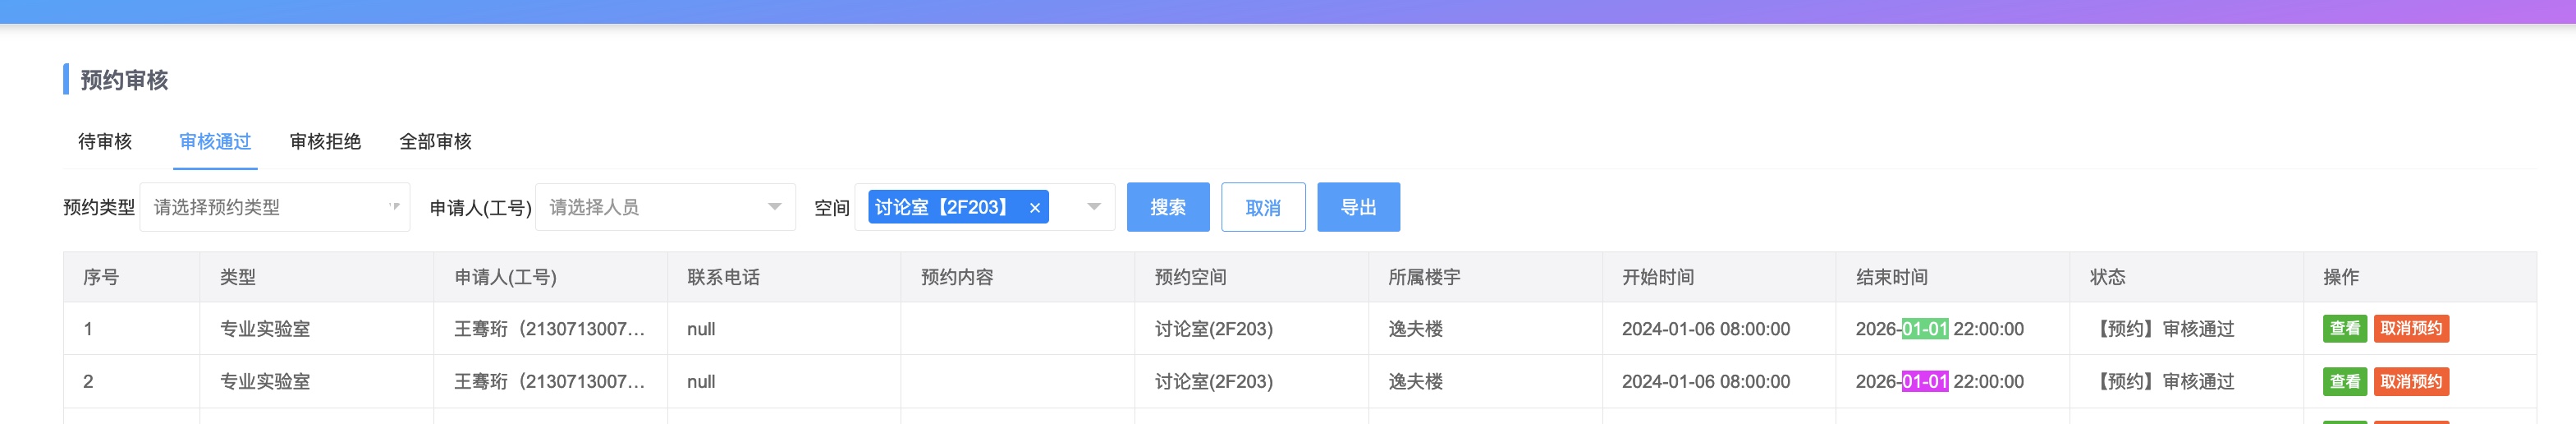 预约审核
待审核 审核通过 审核拒绝 全部审核
预约类型 请选择预约类型 申请人(工号) 请选择人员 空间 讨论室【2F203】 × 搜索 取消 导出
序号 类型 申请人(工号) 联系电话 预约内容 预约空间 所属楼宇 开始时间 结束时间 状态 操作
1 专业实验室 王骞珩（2130713007... null 讨论室(2F203) 逸夫楼 2024-01-06 08:00:00 2026-01-01 22:00:00 【预约】审核通过 查看 取消预约
2 专业实验室 王骞珩（2130713007... null 讨论室(2F203) 逸夫楼 2024-01-06 08:00:00 2026-01-01 22:00:00 【预约】审核通过 查看 取消预约